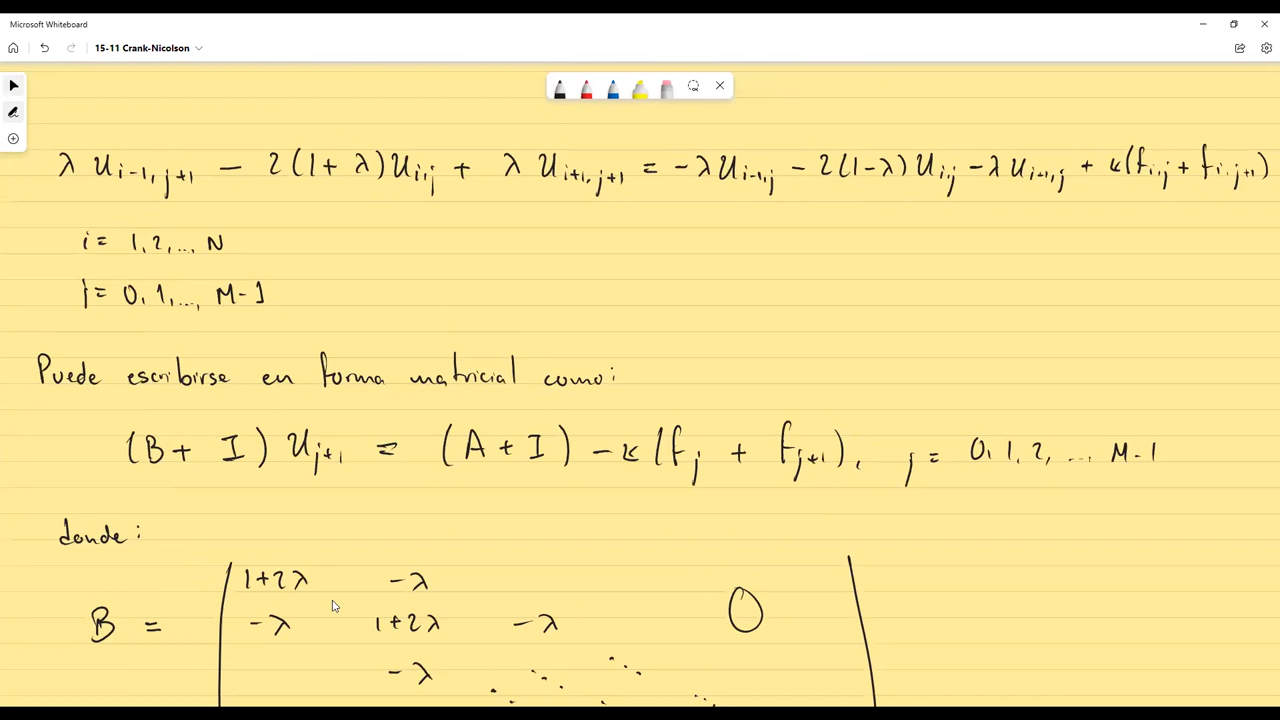 Microsoft Whiteboard
15-11 Crank-Nicolson
λ u_{i-1,j+1} - 2(1+λ)u_{i,j} + λ u_{i+1,j+1} = -λu_{i-1,j} - 2(1-λ)u_{i,j} - λu_{i+1,j} + κ(f_{i,j} + f_{i,j+1})
i = 1,2,..., N
j = 0,1,..., M-1
Puede escribirse en forma matricial como:
(B + I) u_{j+1} = (A + I) - κ(f_j + f_{j+1}), j = 0,1,2,..., M-1
donde:
1+2λ -λ
B = -λ 1+2λ -λ 0
-λ ⋱ ⋱